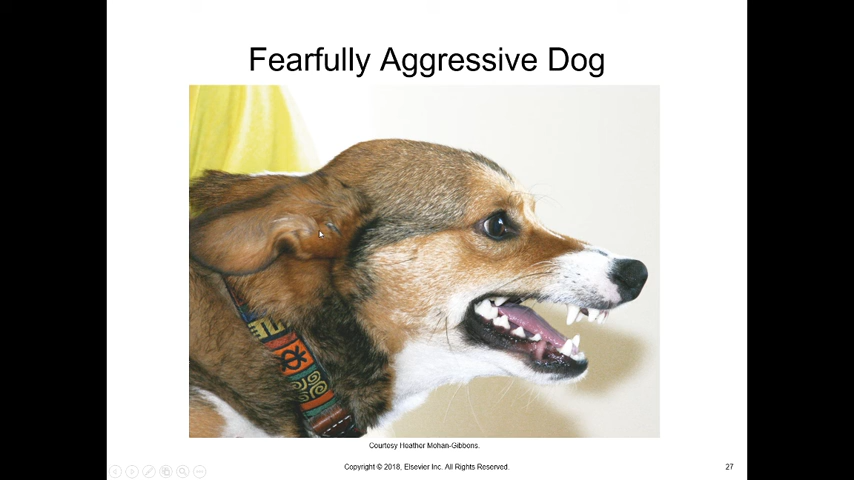 Fearfully Aggressive Dog
Courtesy Heather Mohan-Gibbons.
Copyright © 2018, Elsevier Inc. All Rights Reserved.
27